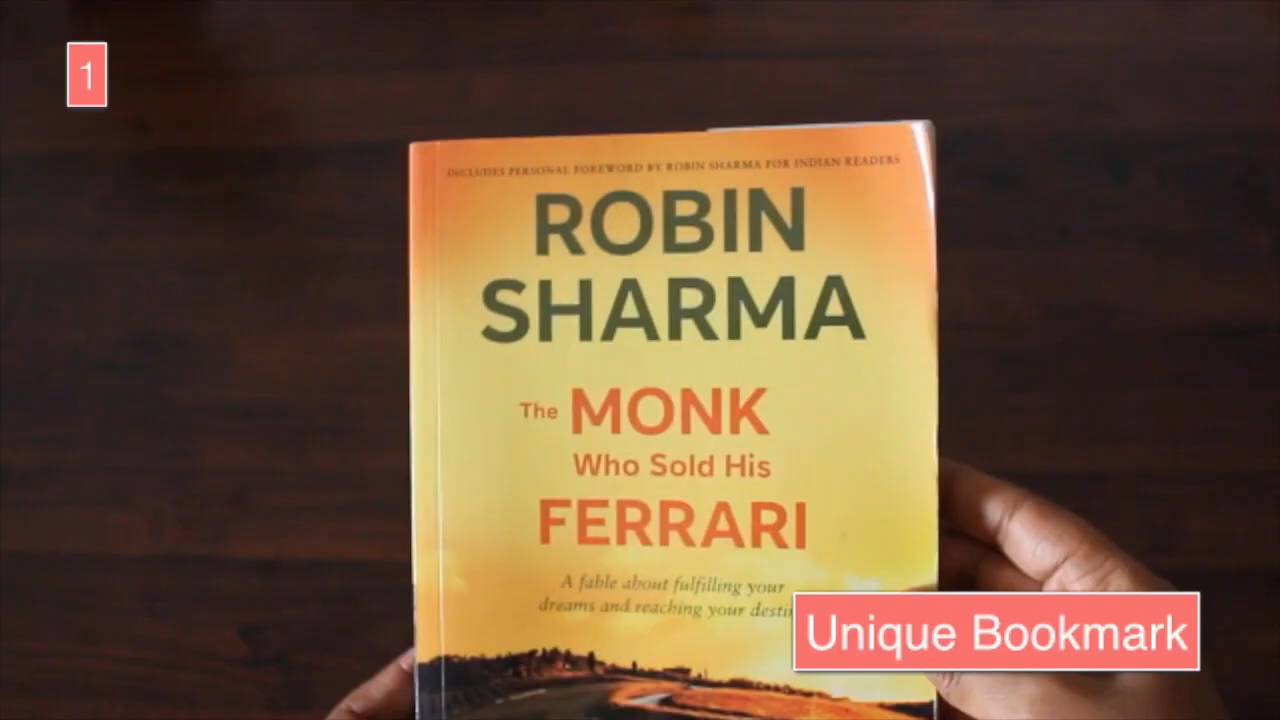 1
INCLUDES PERSONAL FOREWORD BY ROBIN SHARMA FOR INDIAN READERS
ROBIN
SHARMA
The MONK
Who Sold His
FERRARI
A fable about fulfilling your
dreams and reaching your
Unique Bookmark